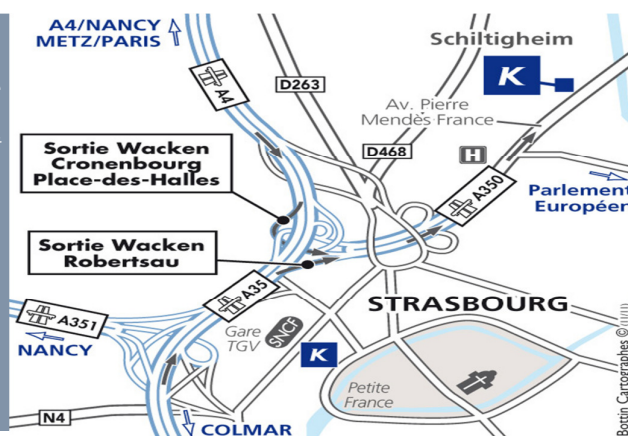 A4/NANCY
METZ/PARIS
A4
D263
Schiltigheim
K
Av. Pierre
Mendès France
D468
H
Sortie Wacken
Cronenbourg
Place-des-Halles
A350
Parlement
Européen
Sortie Wacken
Robertsau
A35
STRASBOURG
A351
NANCY
Gare
TGV
SNCF
K
Petite
France
N4
COLMAR
Bottin Cartographes ©